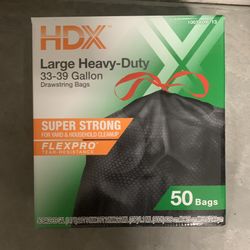 HDX
Large Heavy-Duty
33-39 Gallon
Drawstring Bags
SUPER STRONG
FOR YARD & HOUSEHOLD CLEANUP
FLEXPRO
TEAR RESISTANCE
50 Bags